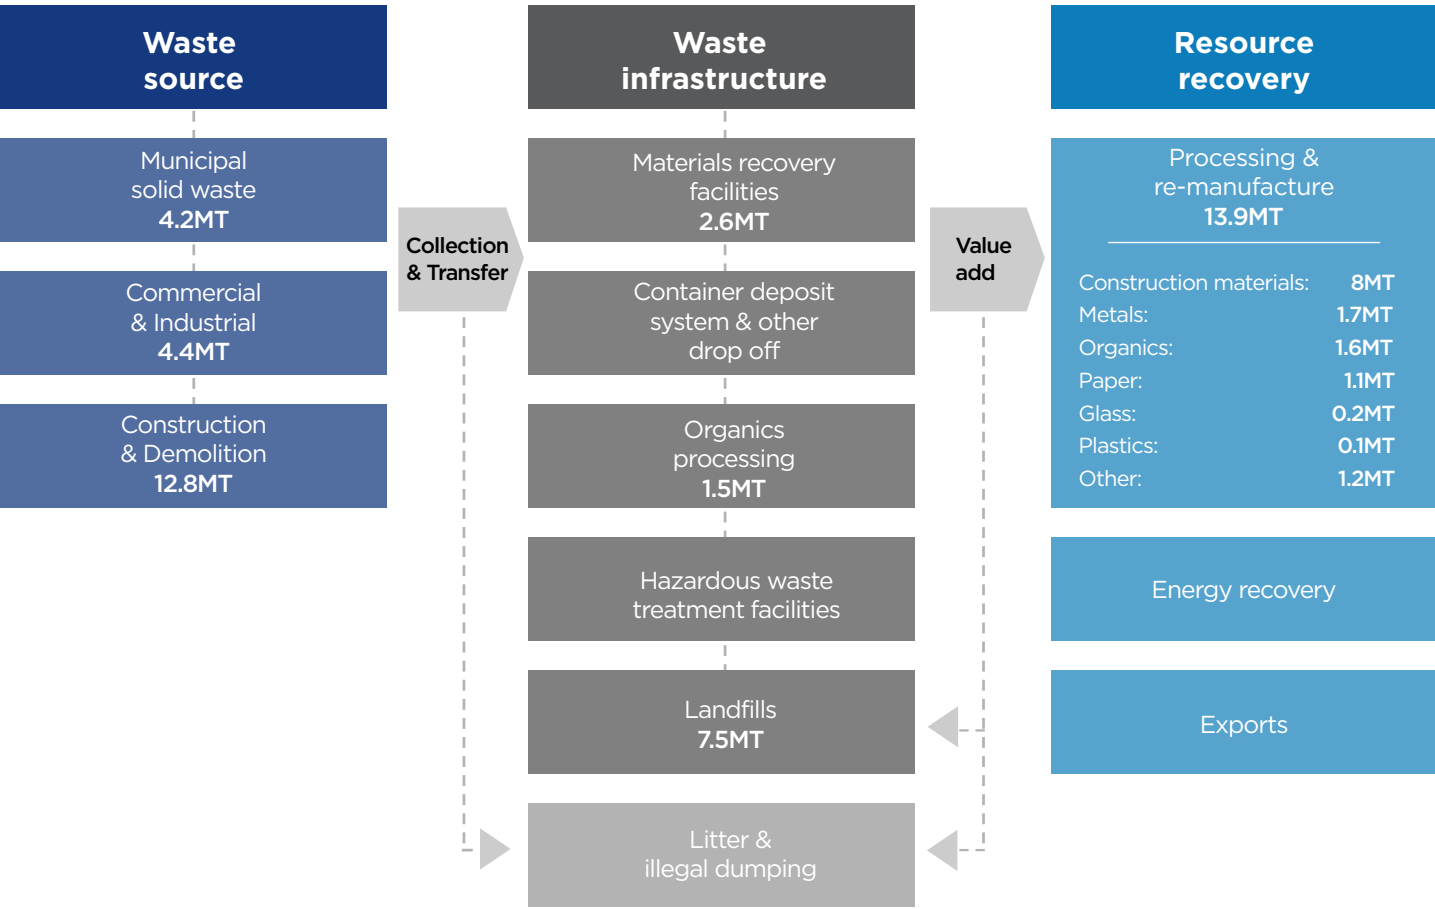 Waste
source
Municipal
solid waste
4.2MT
Commercial
& Industrial
4.4MT
Construction
& Demolition
12.8MT
Collection
& Transfer
Waste
infrastructure
Materials recovery
facilities
2.6MT
Container deposit
system & other
drop off
Organics
processing
1.5MT
Hazardous waste
treatment facilities
Landfills
7.5MT
Litter &
illegal dumping
Value
add
Resource
recovery
Processing &
re-manufacture
13.9MT
Construction materials: 8MT
Metals: 1.7MT
Organics: 1.6MT
Paper: 1.1MT
Glass: 0.2MT
Plastics: 0.1MT
Other: 1.2MT
Energy recovery
Exports